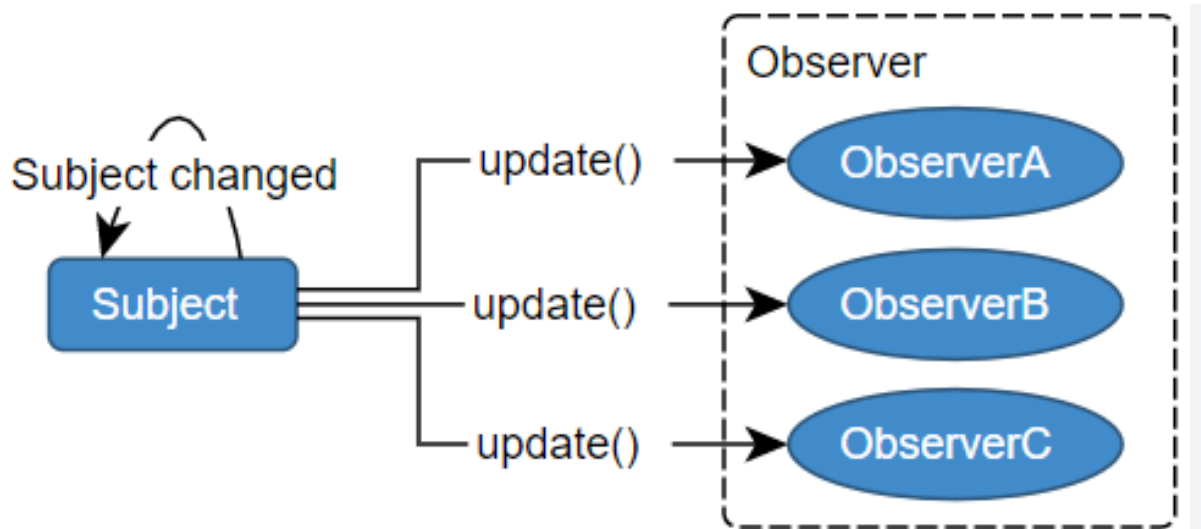 Observer
Subject changed
update()
ObserverA
Subject
update()
ObserverB
update()
ObserverC